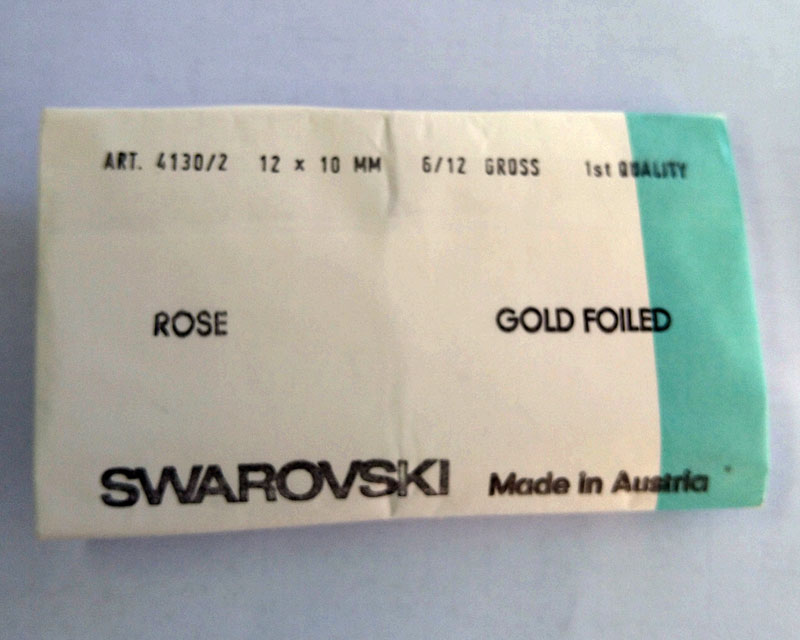 ART. 4130/2 12 x 10 MM 6/12 GROSS 1st QUALITY
ROSE GOLD FOILED
SWAROVSKI Made in Austria